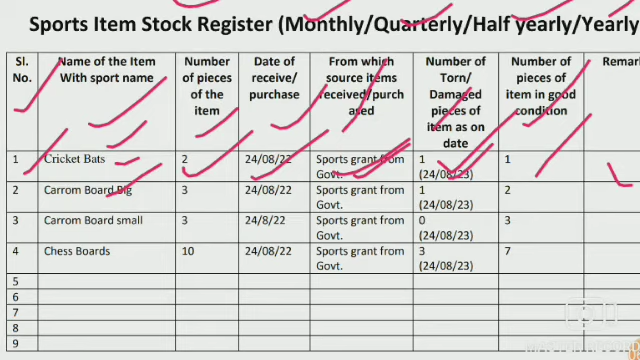 Sports Item Stock Register (Monthly/Quarterly/Half yearly/Yearly
Sl. No. | Name of the Item With sport name | Number of pieces of the item | Date of receive/ purchase | From which source items received/purch ased | Number of Torn/ Damaged pieces of item as on date | Number of pieces of item in good condition | Remar
1 | Cricket Bats | 2 | 24/08/22 | Sports grant from Govt. | 1 (24/08/23) | 1
2 | Carrom Board Big | 3 | 24/08/22 | Sports grant from Govt. | 1 (24/08/23) | 2
3 | Carrom Board small | 3 | 24/8/22 | Sports grant from Govt. | 0 (24/08/23) | 3
4 | Chess Boards | 10 | 24/08/22 | Sports grant from Govt. | 3 (24/08/23) | 7
5
6
7
8
9